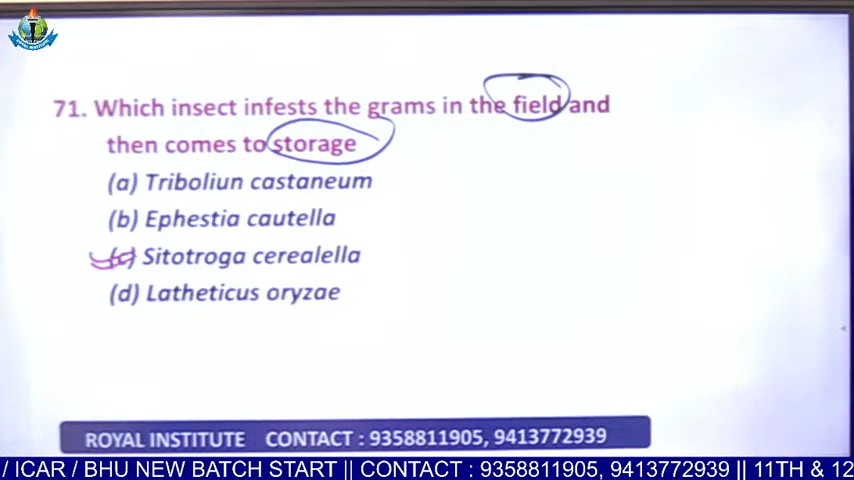 71. Which insect infests the grams in the field and
then comes to storage
(a) Triboliun castaneum
(b) Ephestia cautella
(c) Sitotroga cerealella
(d) Latheticus oryzae
ROYAL INSTITUTE CONTACT : 9358811905, 9413772939
/ ICAR / BHU NEW BATCH START || CONTACT : 9358811905, 9413772939 || 11TH & 12